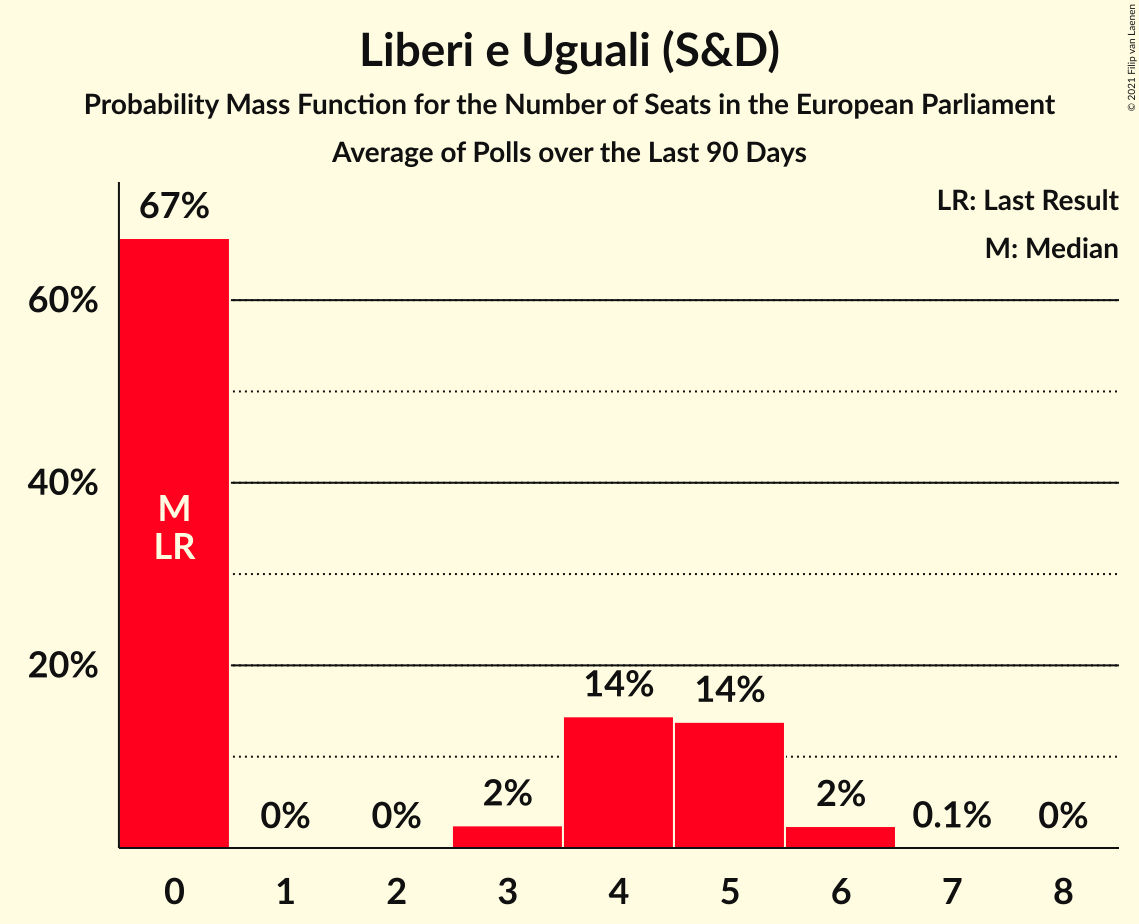 Liberi e Uguali (S&D)
Probability Mass Function for the Number of Seats in the European Parliament
Average of Polls over the Last 90 Days
© 2021 Filip van Laenen
LR: Last Result
M: Median
67%
60%
40%
20%
M
LR
0%
0%
2%
14%
14%
2%
0.1%
0%
0
1
2
3
4
5
6
7
8